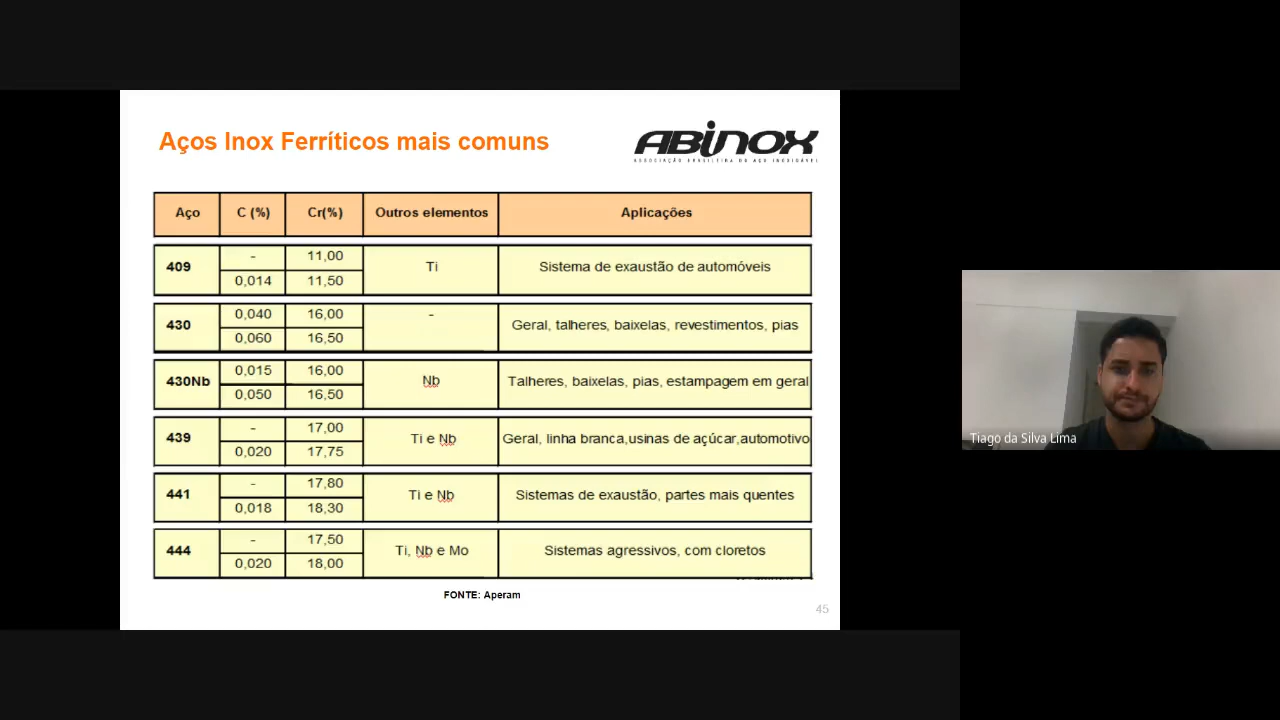 Aços Inox Ferríticos mais comuns
ABINOX
ASSOCIAÇÃO BRASILEIRA DO AÇO INOXIDÁVEL
Aço C (%) Cr(%) Outros elementos Aplicações
409 - 11,00 Ti Sistema de exaustão de automóveis
0,014 11,50
430 0,040 16,00 - Geral, talheres, baixelas, revestimentos, pias
0,060 16,50
430Nb 0,015 16,00 Nb Talheres, baixelas, pias, estampagem em geral
0,050 16,50
439 - 17,00 Ti e Nb Geral, linha branca,usinas de açúcar,automotivo
0,020 17,75
441 - 17,80 Ti e Nb Sistemas de exaustão, partes mais quentes
0,018 18,30
444 - 17,50 Ti, Nb e Mo Sistemas agressivos, com cloretos
0,020 18,00
FONTE: Aperam
45
Tiago da Silva Lima